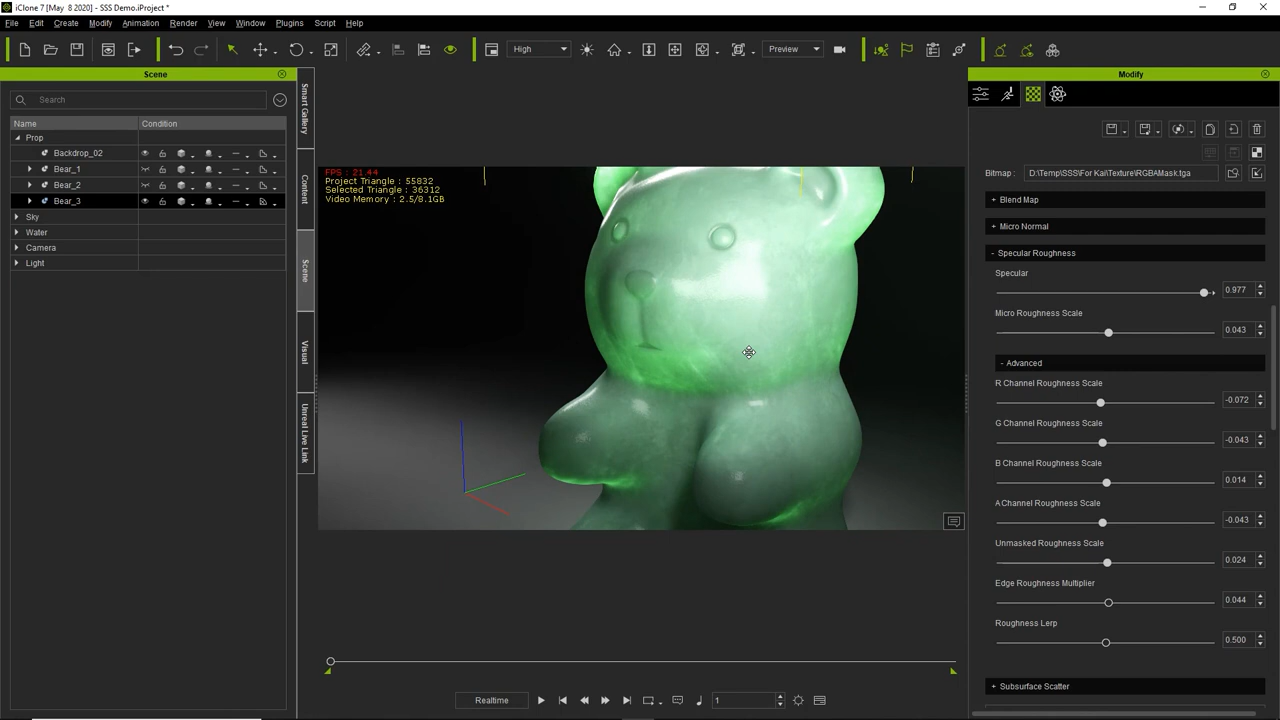 iClone 7 [May 8 2020] - SSS Demo.iProject *
File Edit Create Modify Animation Render View Window Plugins Script Help
High
Preview
Scene
Modify
Search
Name Condition
Prop
Backdrop_02
Bear_1
Bear_2
Bear_3
Sky
Water
Camera
Light
Smart Gallery
Content
Scene
Visual
Unreal Live Link
FPS : 21.44
Project Triangle : 55832
Selected Triangle : 36312
Video Memory : 2.5/8.1GB
Bitmap : D:\Temp\SSS\For Kai\Texture\RGBAMask.tga
+ Blend Map
+ Micro Normal
- Specular Roughness
Specular
0.977
Micro Roughness Scale
0.043
- Advanced
R Channel Roughness Scale
-0.072
G Channel Roughness Scale
-0.043
B Channel Roughness Scale
0.014
A Channel Roughness Scale
-0.043
Unmasked Roughness Scale
0.024
Edge Roughness Multiplier
0.044
Roughness Lerp
0.500
+ Subsurface Scatter
Realtime
1